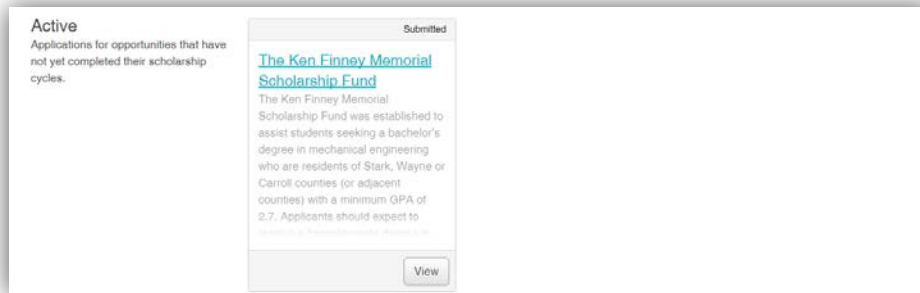 Active
Applications for opportunities that have
not yet completed their scholarship
cycles.
Submitted
The Ken Finney Memorial
Scholarship Fund
The Ken Finney Memorial
Scholarship Fund was established to
assist students seeking a bachelor's
degree in mechanical engineering
who are residents of Stark, Wayne or
Carroll counties (or adjacent
counties) with a minimum GPA of
2.7. Applicants should expect to
View